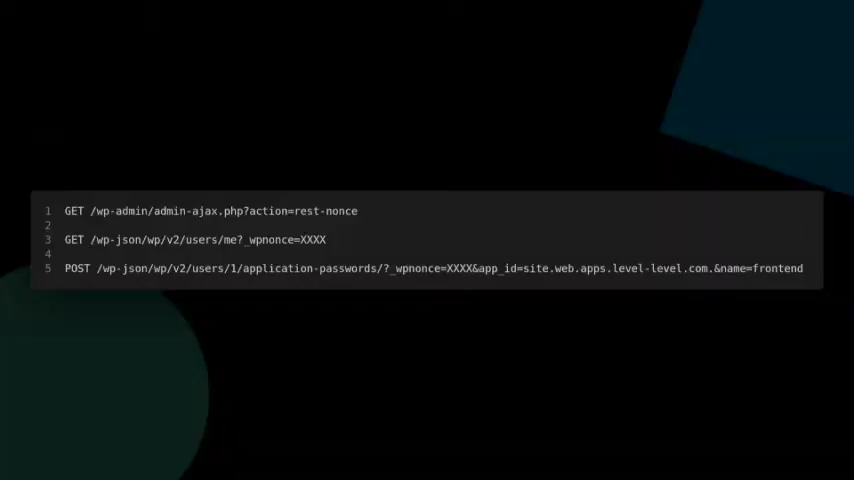 1 GET /wp-admin/admin-ajax.php?action=rest-nonce
2
3 GET /wp-json/wp/v2/users/me?_wpnonce=XXXX
4
5 POST /wp-json/wp/v2/users/1/application-passwords/?_wpnonce=XXXX&app_id=site.web.apps.level-level.com.&name=frontend